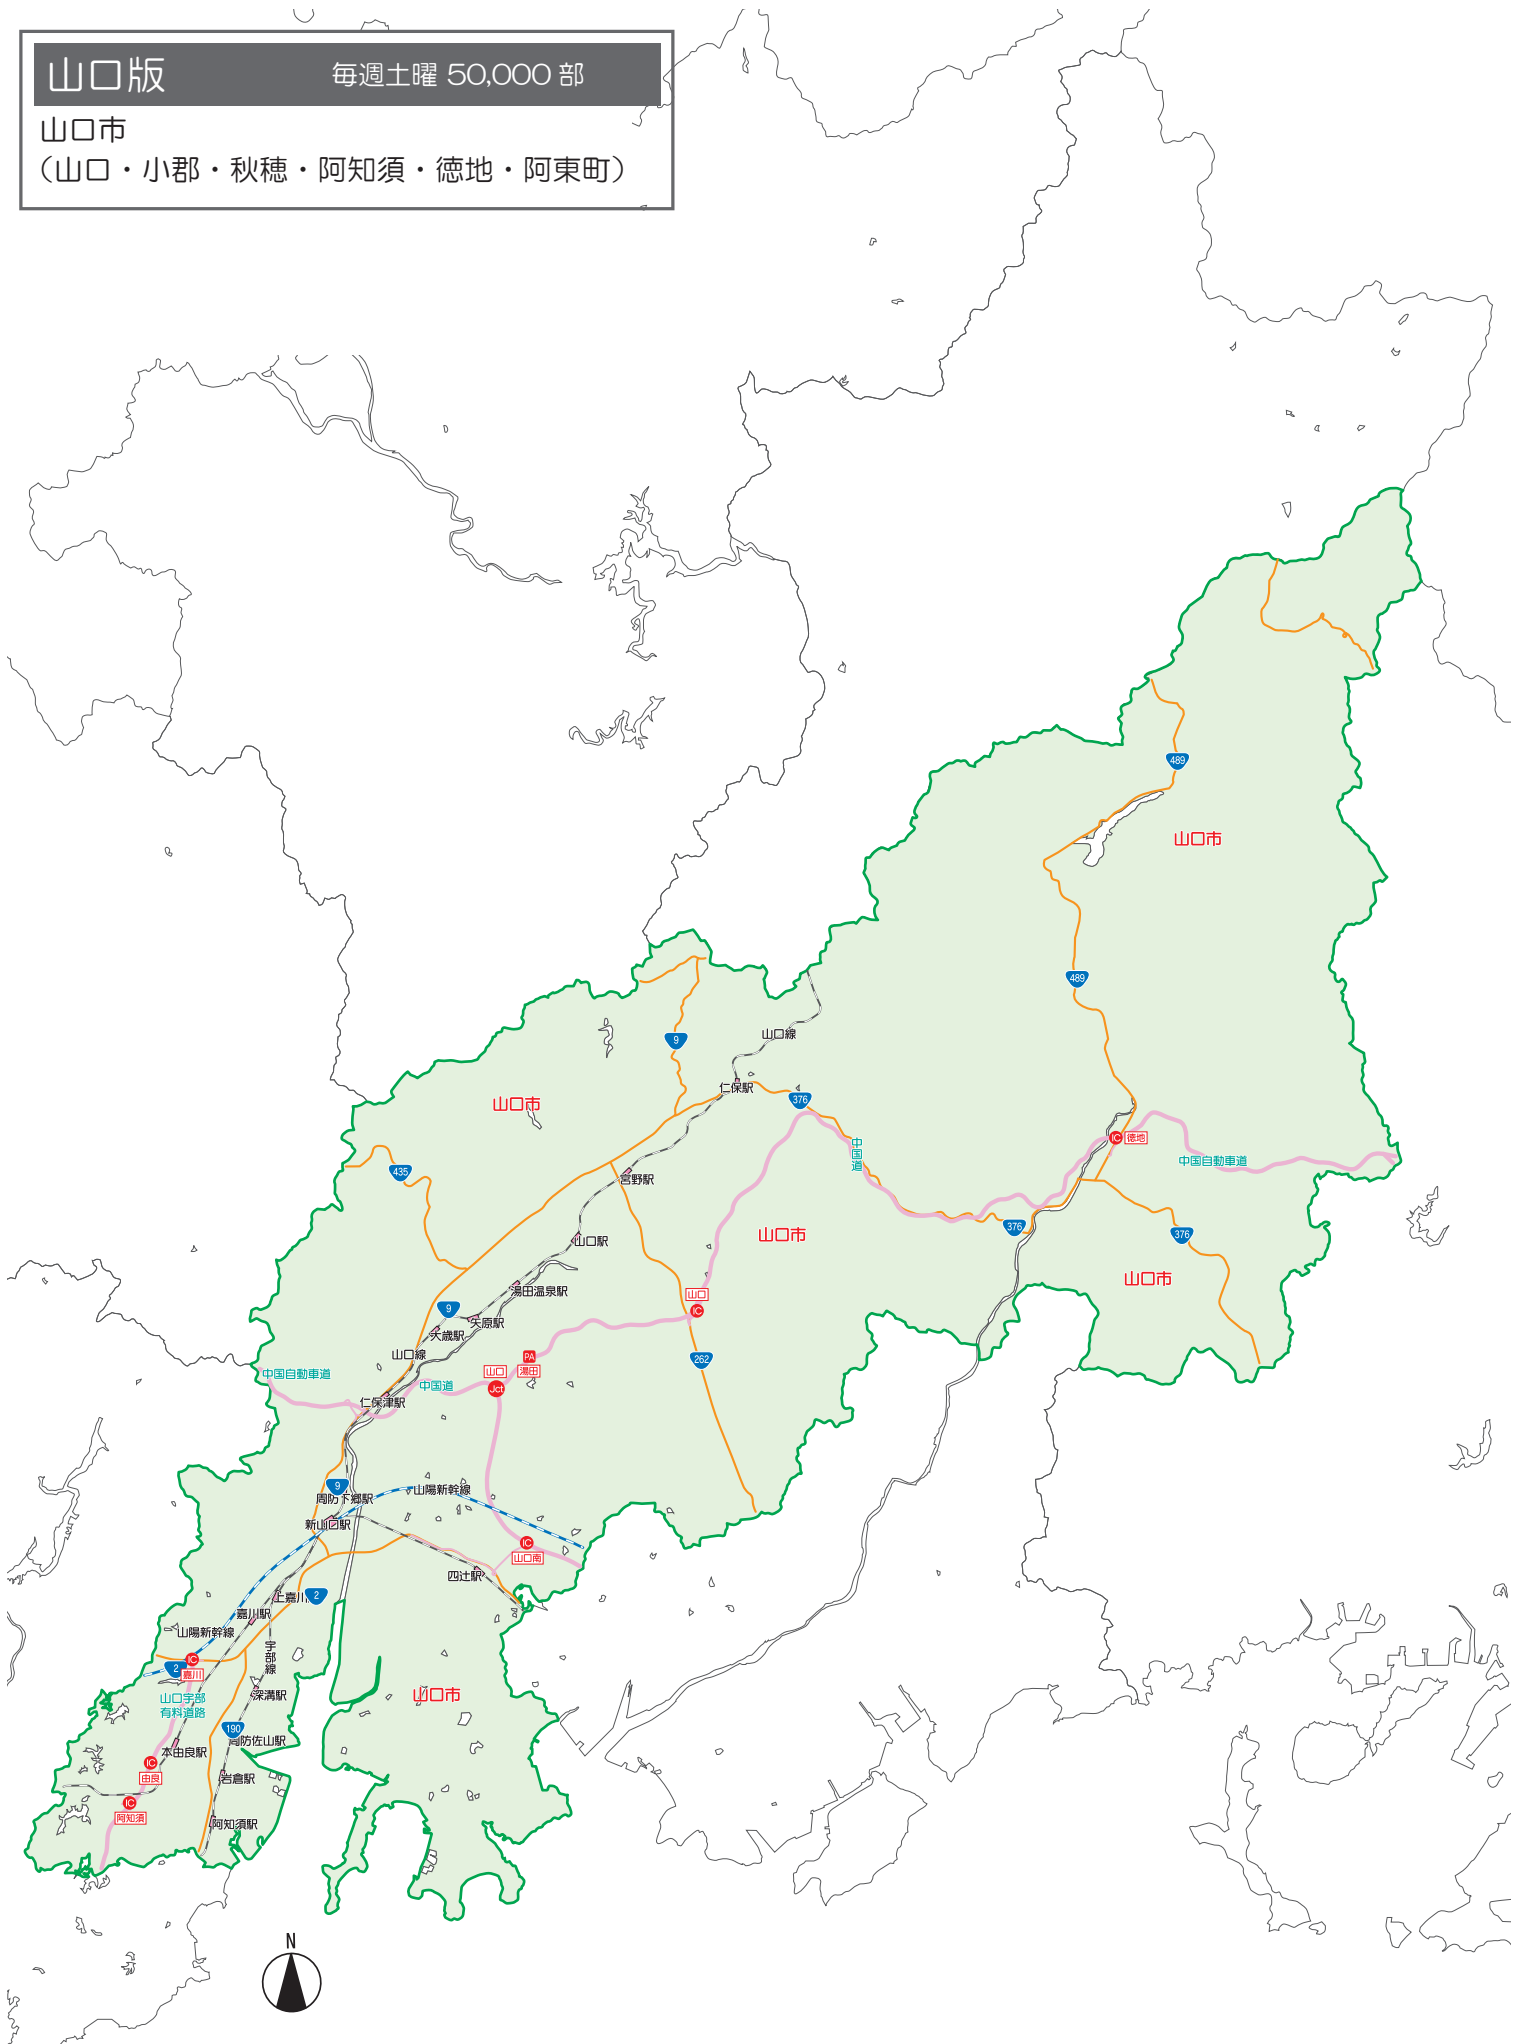 山口版
毎週土曜 50,000 部
山口市
（山口・小郡・秋穂・阿知須・徳地・阿東町）
489
山口市
489
9
山口線
仁保駅
376
山口市
中国道
IC
徳地
中国自動車道
435
宮野駅
376
376
山口市
山口駅
山口市
湯田温泉駅
山口
IC
9
矢原駅
大歳駅
山口線
PA
湯田
262
中国自動車道
山口
Jct
中国道
仁保津駅
9
周防下郷駅
山陽新幹線
新山口駅
IC
山口南
四辻駅
上嘉川
2
嘉川駅
山陽新幹線
宇部線
IC
2
嘉川
深溝駅
山口市
山口宇部
有料道路
190
周防佐山駅
本由良駅
IC
由良
岩倉駅
IC
阿知須
阿知須駅
N